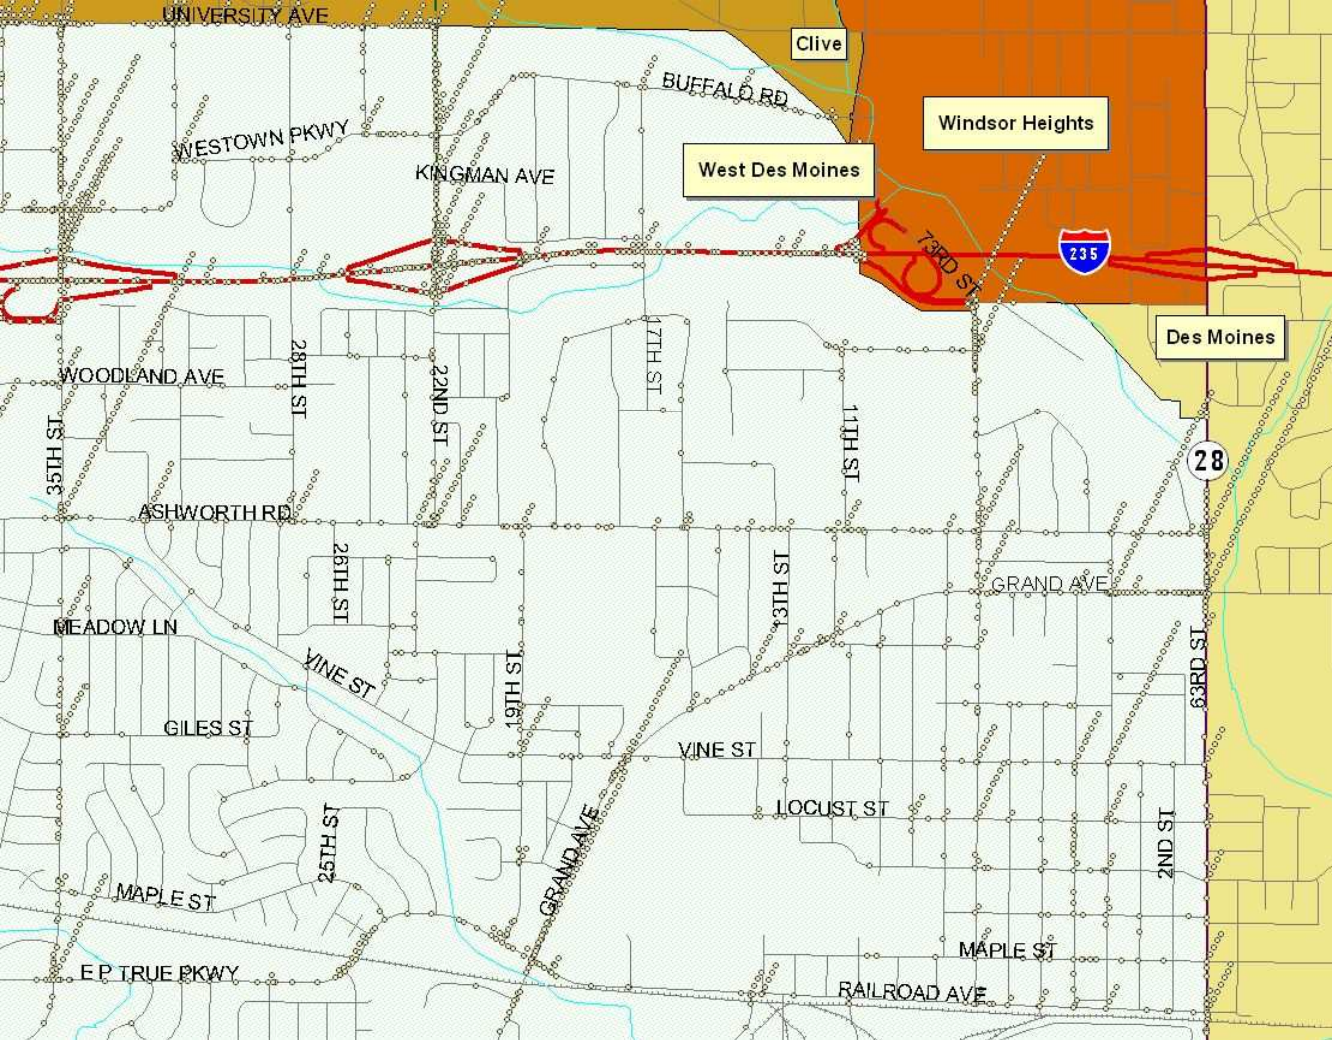 UNIVERSITY AVE
Clive
BUFFALO RD
Windsor Heights
WESTOWN PKWY
KINGMAN AVE
West Des Moines
73RD ST
235
Des Moines
17TH ST
28TH ST
WOODLAND AVE
22ND ST
11TH ST
35TH ST
28
ASHWORTH RD
26TH ST
13TH ST
GRAND AVE
MEADOW LN
VINE ST
19TH ST
63RD ST
GILES ST
VINE ST
LOCUST ST
25TH ST
GRAND AVE
2ND ST
MAPLE ST
MAPLE ST
E P TRUE PKWY
RAILROAD AVE